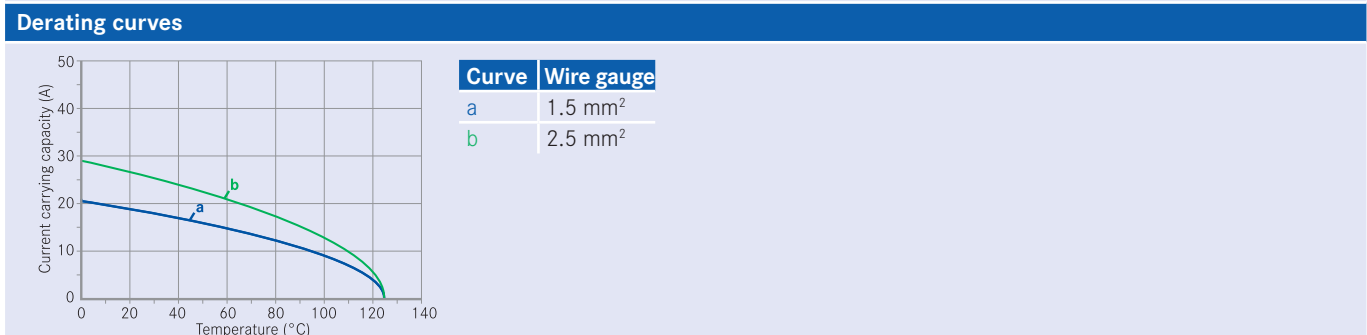 Derating curves
50
40
30
20
10
0
Current carrying capacity (A)
b
a
0 20 40 60 80 100 120 140
Temperature (°C)
Curve Wire gauge
a 1.5 mm²
b 2.5 mm²